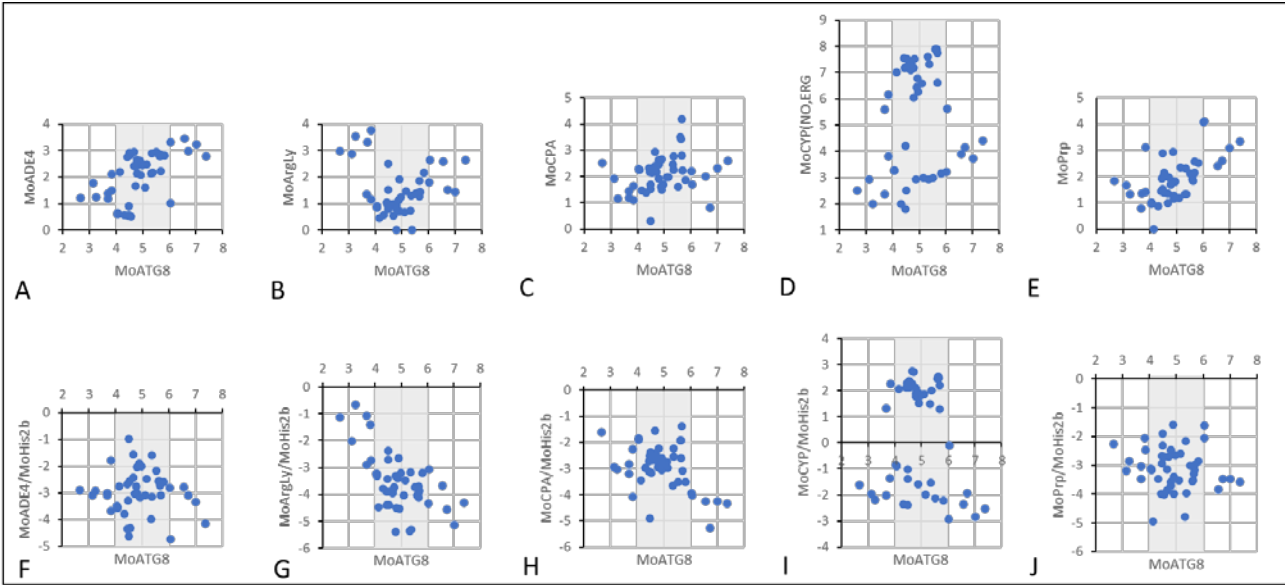 4
3
2
1
0
MoADE4
2 3 4 5 6 7 8
MoATG8
A
4
3
2
1
0
MoArgLy
2 3 4 5 6 7 8
MoATG8
B
5
4
3
2
1
0
MoCPA
2 3 4 5 6 7 8
MoATG8
C
9
8
7
6
5
4
3
2
1
MoCYP(NO,ERG
2 3 4 5 6 7 8
MoATG8
D
5
4
3
2
1
0
MoPrp
2 3 4 5 6 7 8
MoATG8
E
2 3 4 5 6 7 8
0
-1
-2
-3
-4
-5
MoADE4/MoHis2b
MoATG8
F
2 3 4 5 6 7 8
0
-1
-2
-3
-4
-5
-6
MoArgLy/MoHis2b
MoATG8
G
2 3 4 5 6 7 8
0
-1
-2
-3
-4
-5
-6
MoCPA/MoHis2b
MoATG8
H
4
3
2
1
0
-1
-2
-3
-4
MoCYP/MoHis2b
2 3 4 5 6 7 8
MoATG8
I
2 3 4 5 6 7 8
0
-1
-2
-3
-4
-5
-6
MoPrp/MoHis2b
MoATG8
J